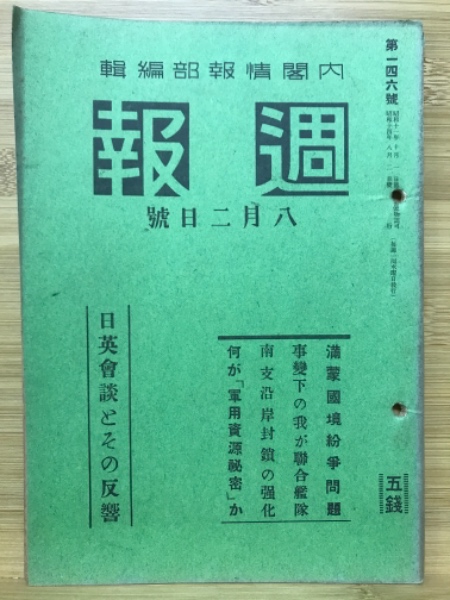 輯編部報情閣内
報週
號日二月八
第一四六號
滿蒙國境紛爭問題
事變下の我が聯合艦隊
南支沿岸封鎖の强化
何が「軍用資源祕密」か
日英會談とその反響
五錢